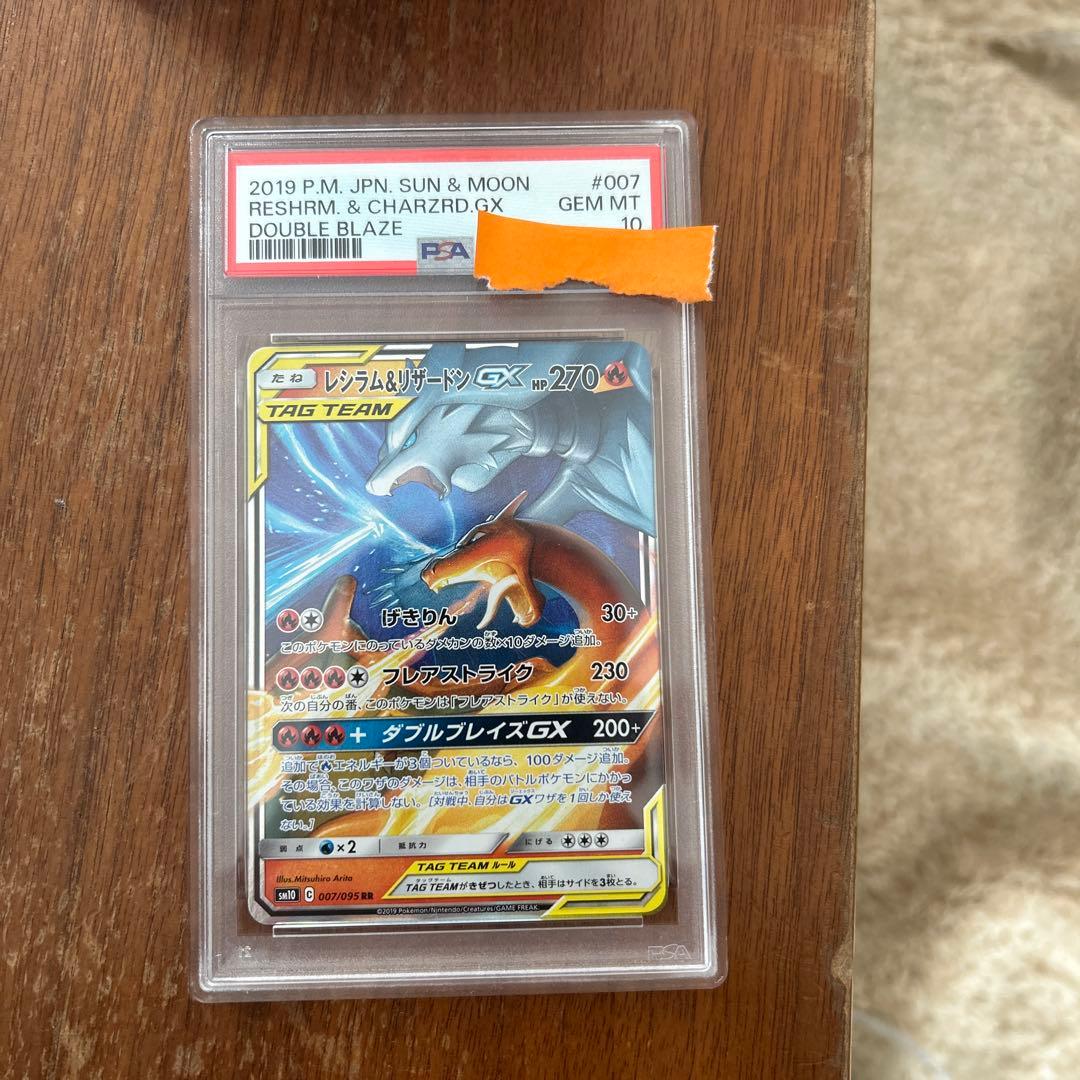 2019 P.M. JPN. SUN & MOON #007
RESHRM. & CHARZRD.GX GEM MT
DOUBLE BLAZE 10
PSA
たね レシラム&リザードンGX HP270
TAG TEAM
げきりん 30+
このポケモンにのっているダメカンの数×10ダメージ追加。
フレアストライク 230
次の自分の番、このポケモンは「フレアストライク」が使えない。
+ ダブルブレイズGX 200+
追加で エネルギーが3個ついているなら、100ダメージ追加。
その場合、このワザのダメージは、相手のバトルポケモンにかかっ
ている効果を計算しない。[対戦中、自分はGXワザを1回しか使え
ない。]
弱点 ×2 抵抗力 にげる
Illus.Mitsuhiro Arita
TAG TEAM ルール
TAG TEAMがきぜつしたとき、相手はサイドを3枚とる。
SM10 C 007/095 RR
©2019 Pokémon/Nintendo/Creatures/GAME FREAK.
PSA